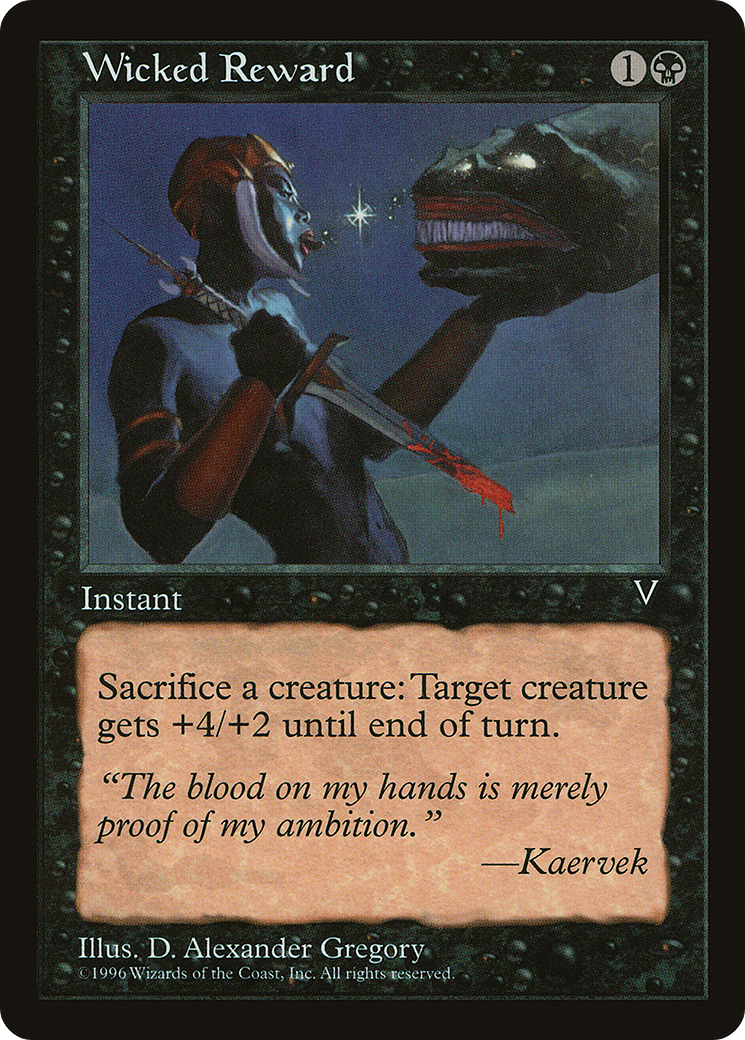 Wicked Reward 1
Instant V
Sacrifice a creature: Target creature
gets +4/+2 until end of turn.
“The blood on my hands is merely
proof of my ambition.”
—Kaervek
Illus. D. Alexander Gregory
©1996 Wizards of the Coast, Inc. All rights reserved.